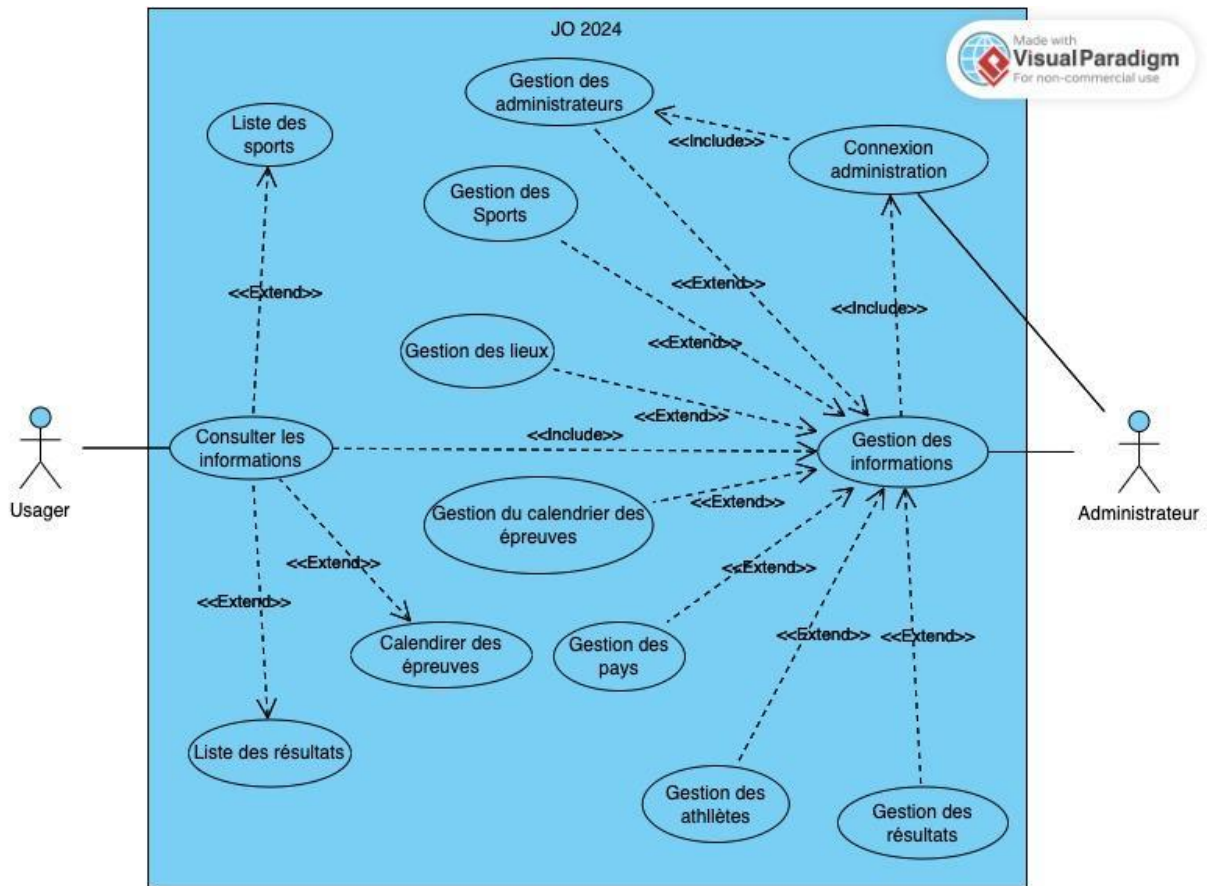 JO 2024
Made with
VisualParadigm
For non-commercial use
Gestion des
administrateurs
Liste des
sports
<<Include>>
Connexion
administration
Gestion des
Sports
<<Extend>>
<<Extend>>
<<Include>>
<<Extend>>
Gestion des lieux
<<Extend>>
Consulter les
informations
<<Include>>
Gestion des
informations
Usager
Administrateur
Gestion du calendrier des
épreuves
<<Extend>>
<<Extend>>
<<Extend>>
<<Extend>>
<<Extend>>
<<Extend>>
Calendirer des
épreuves
Gestion des
pays
Liste des résultats
Gestion des
athllètes
Gestion des
résultats